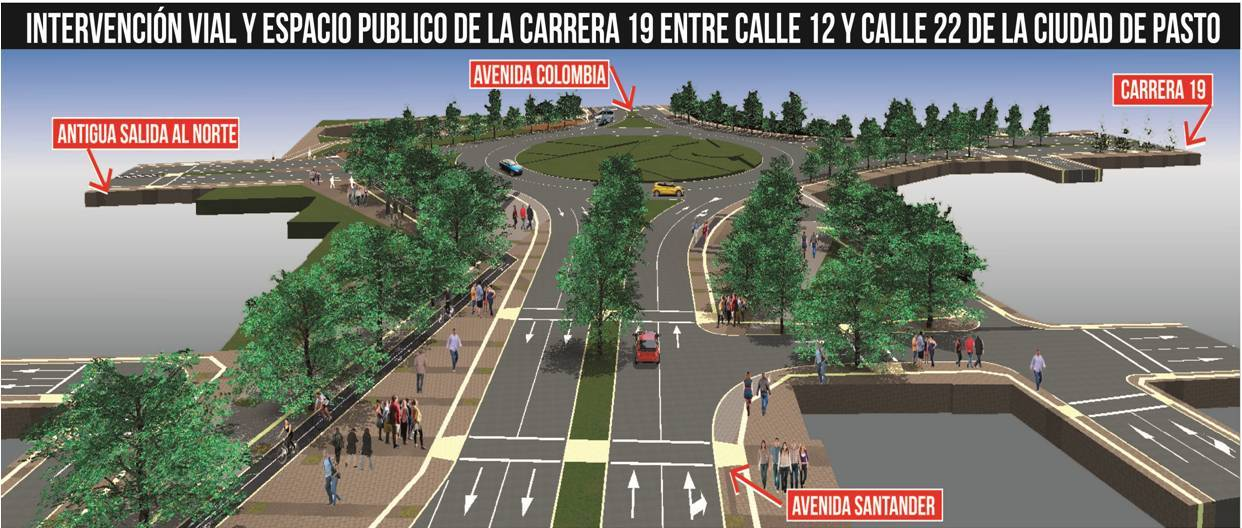 INTERVENCIÓN VIAL Y ESPACIO PUBLICO DE LA CARRERA 19 ENTRE CALLE 12 Y CALLE 22 DE LA CIUDAD DE PASTO
AVENIDA COLOMBIA
CARRERA 19
ANTIGUA SALIDA AL NORTE
AVENIDA SANTANDER